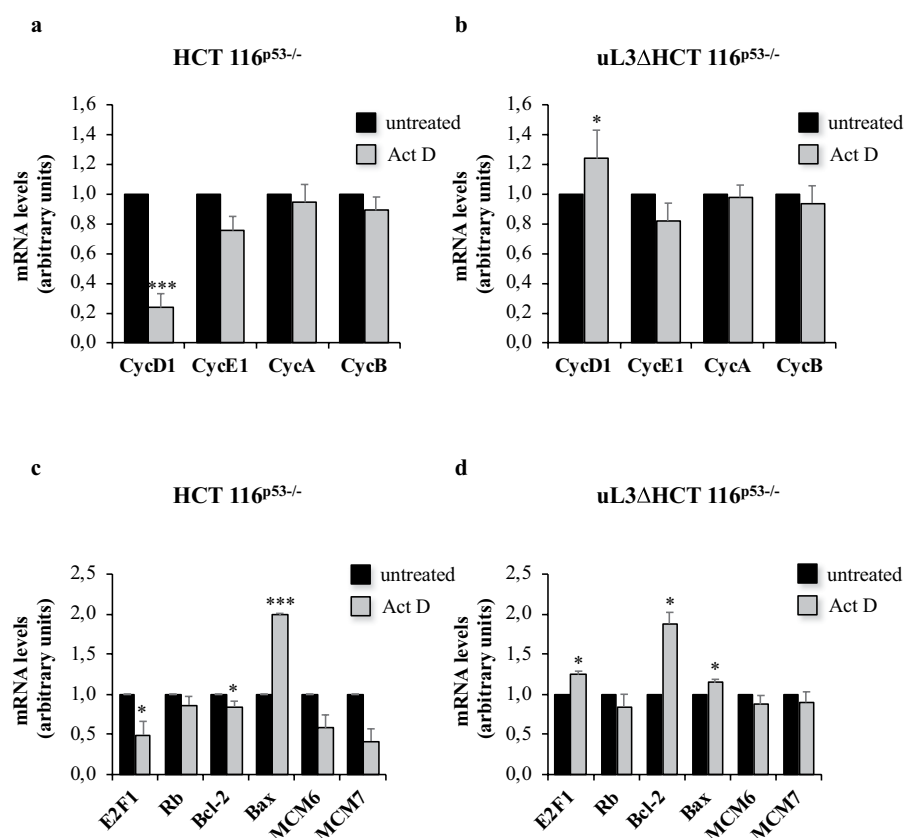 a
HCT 116p53-/-
mRNA levels
(arbitrary units)
1,6
1,4
1,2
1,0
0,8
0,6
0,4
0,2
0,0
untreated
Act D
***
CycD1 CycE1 CycA CycB
b
uL3ΔHCT 116p53-/-
mRNA levels
(arbitrary units)
1,6
1,4
1,2
1,0
0,8
0,6
0,4
0,2
0,0
untreated
Act D
*
CycD1 CycE1 CycA CycB
c
HCT 116p53-/-
mRNA levels
(arbitrary units)
2,5
2,0
1,5
1,0
0,5
0,0
untreated
Act D
* * ***
E2F1 Rb Bcl-2 Bax MCM6 MCM7
d
uL3ΔHCT 116p53-/-
mRNA levels
(arbitrary units)
2,5
2,0
1,5
1,0
0,5
0,0
untreated
Act D
* * *
E2F1 Rb Bcl-2 Bax MCM6 MCM7